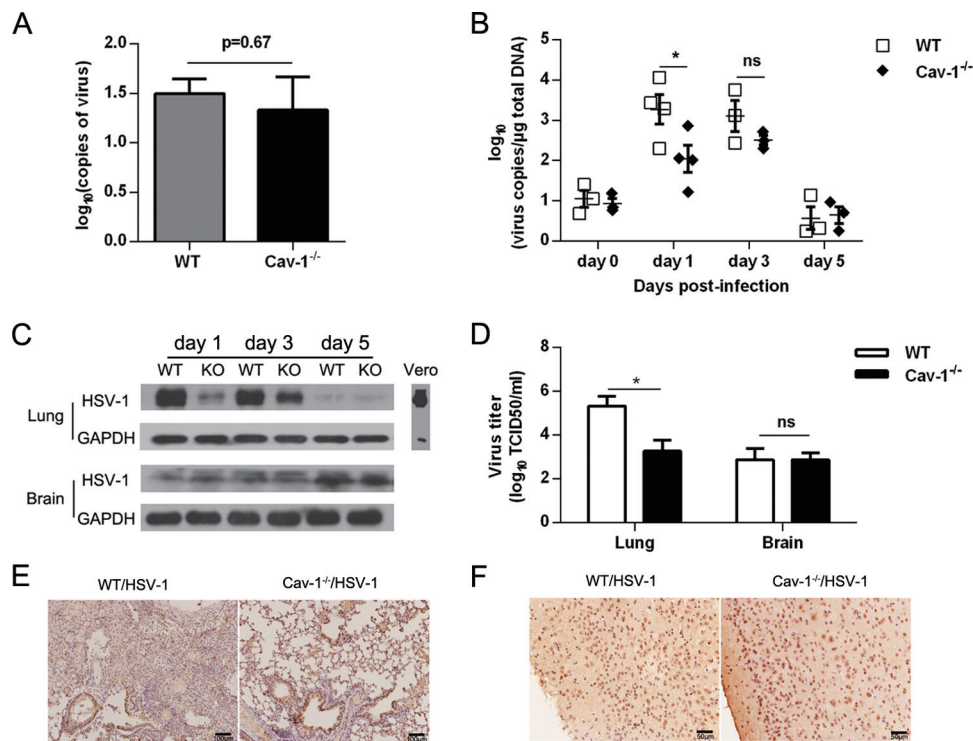 A
p=0.67
log10(copies of virus)
2.0
1.5
1.0
0.5
0.0
WT
Cav-1-/-
B
WT
Cav-1-/-
log10
(virus copies/µg total DNA)
5
4
3
2
1
0
*
ns
day 0
day 1
day 3
day 5
Days post-infection
C
day 1 day 3 day 5
WT KO WT KO WT KO Vero
Lung
HSV-1
GAPDH
Brain
HSV-1
GAPDH
D
WT
Cav-1-/-
Virus titer
(log10 TCID50/ml)
8
6
4
2
0
*
ns
Lung
Brain
E
WT/HSV-1
Cav-1-/-/HSV-1
100µm
100µm
F
WT/HSV-1
Cav-1-/-/HSV-1
50µm
50µm